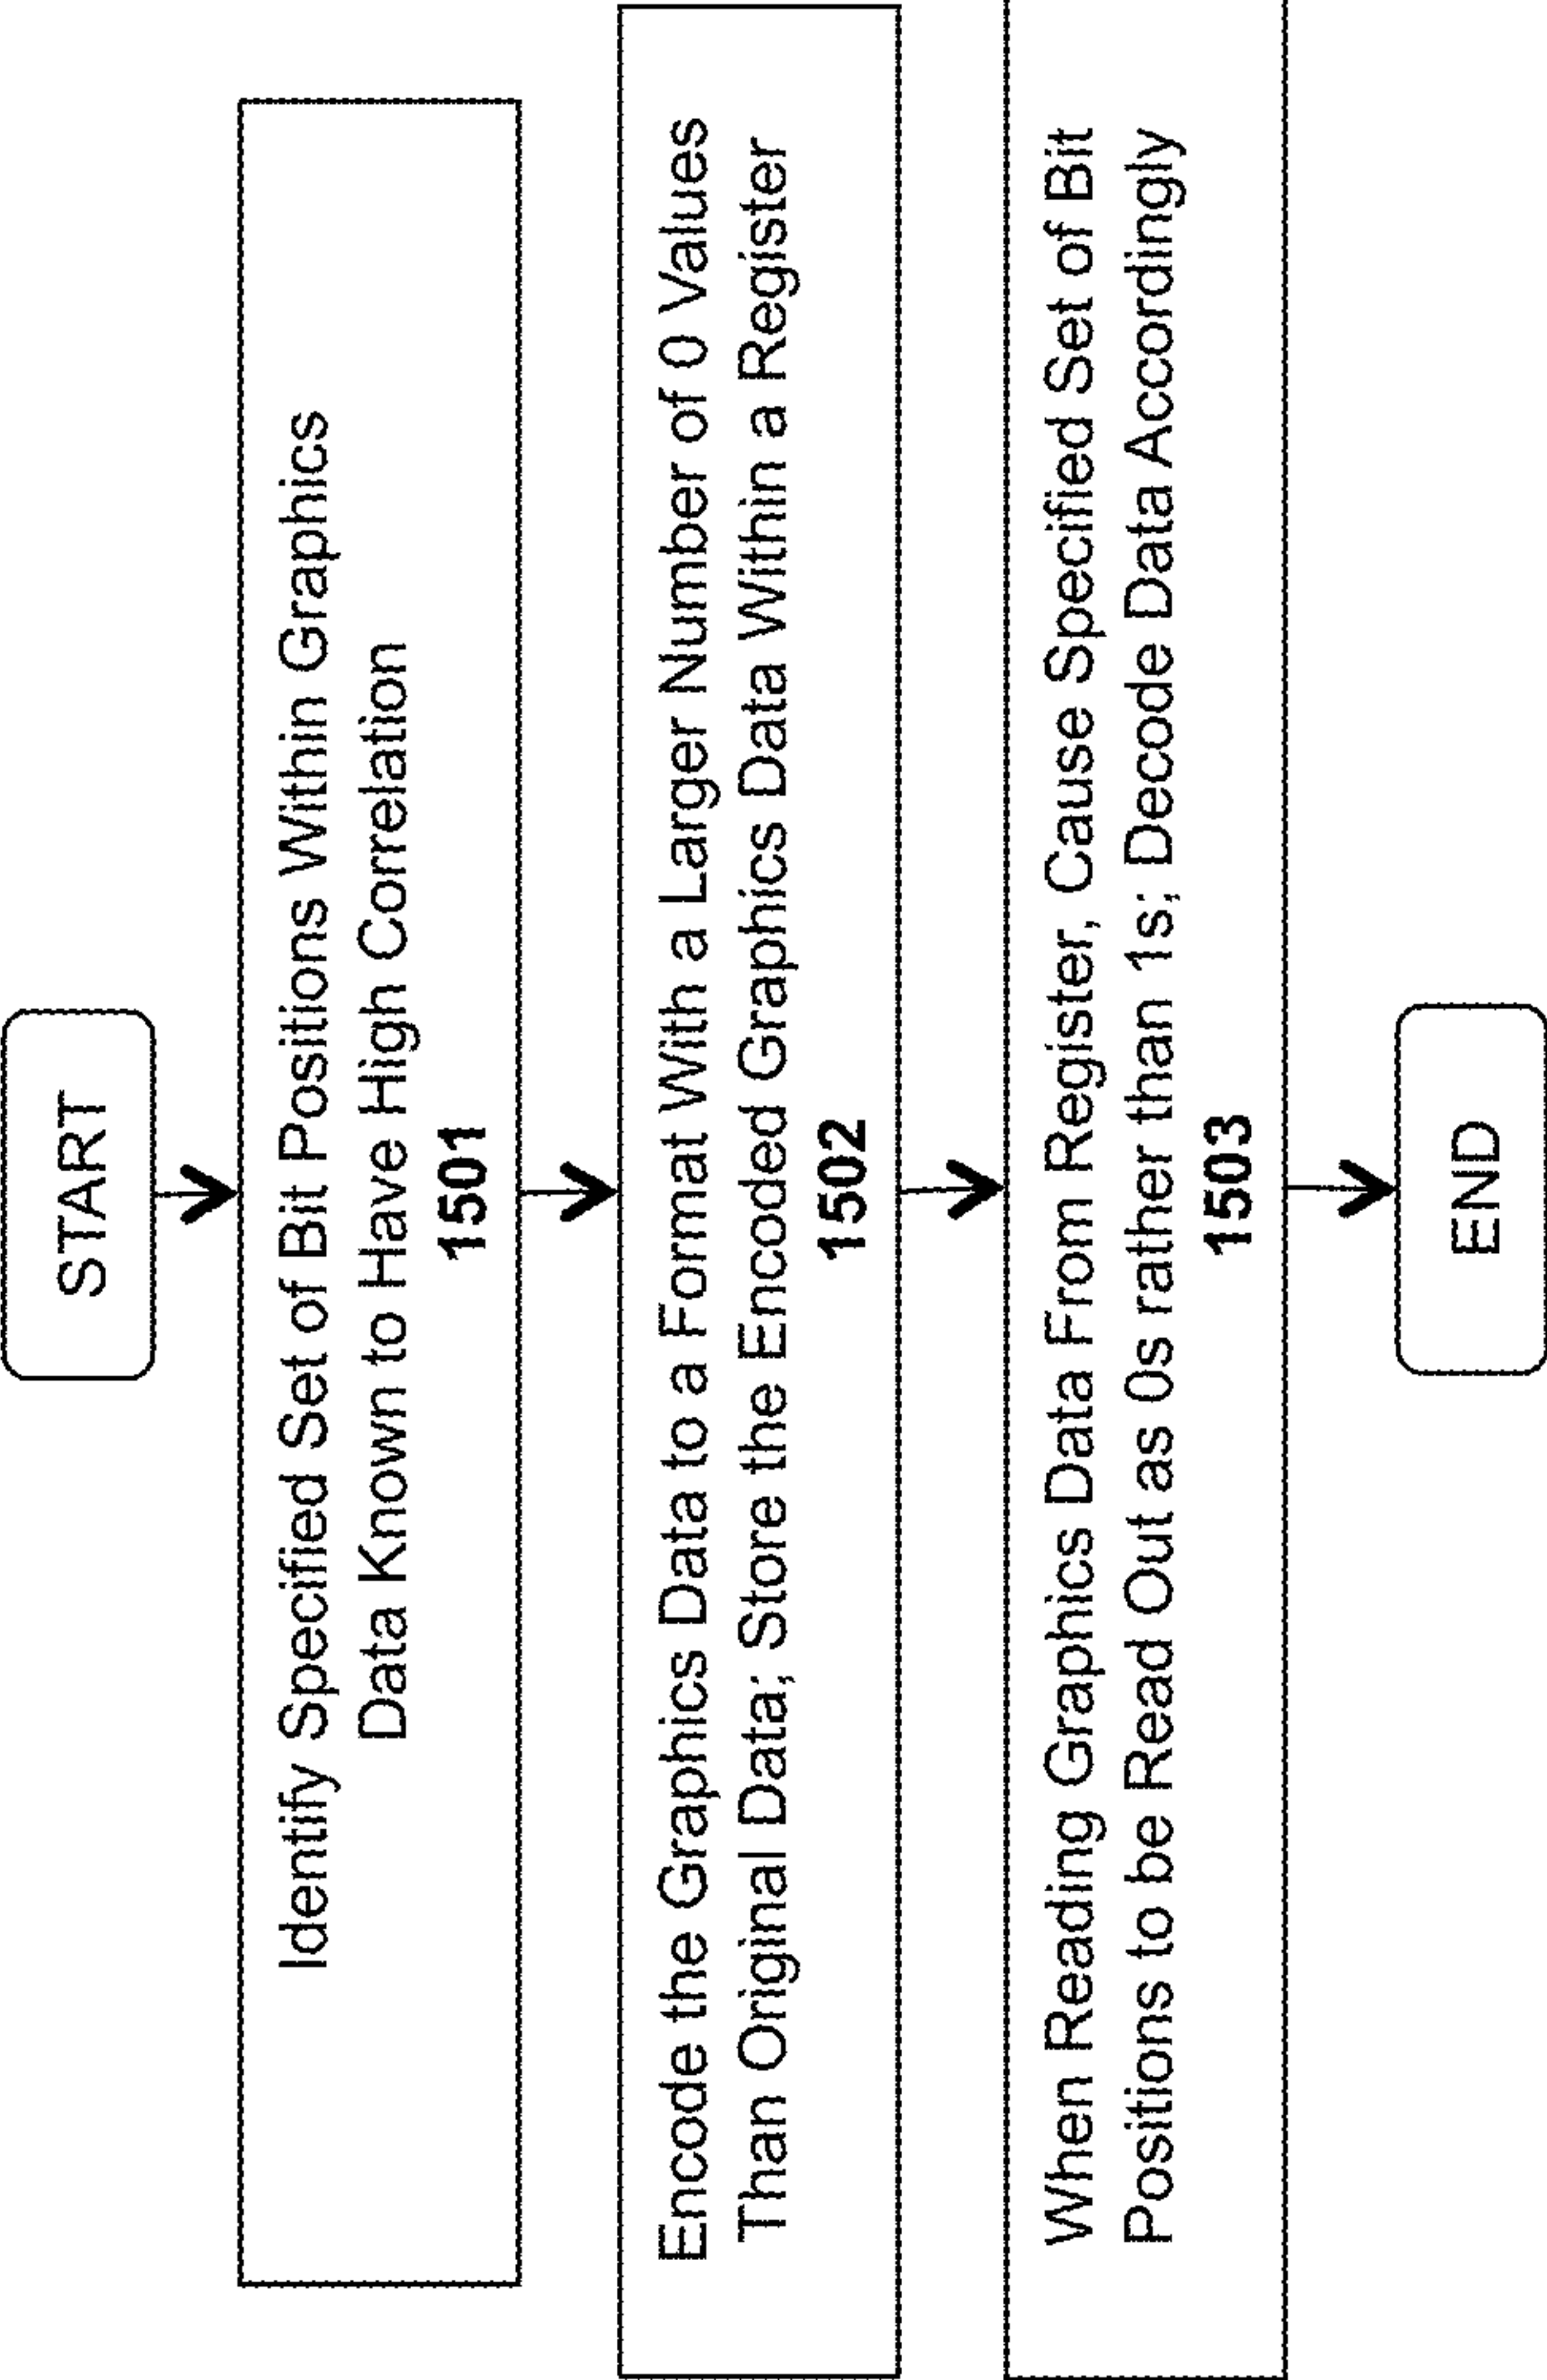 START
Identify Specified Set of Bit Positions Within Graphics
Data Known to Have High Correlation
1501
Encode the Graphics Data to a Format With a Larger Number of 0 Values
Than Original Data; Store the Encoded Graphics Data Within a Register
1502
When Reading Graphics Data From Register, Cause Specified Set of Bit
Positions to be Read Out as 0s rather than 1s; Decode Data Accordingly
1503
END